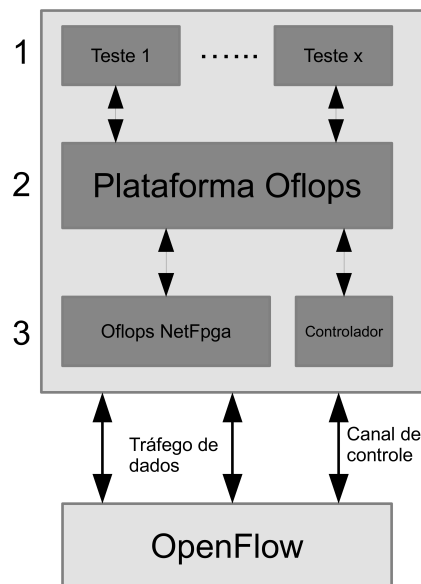 1
Teste 1
......
Teste x
2
Plataforma Oflops
3
Oflops NetFpga
Controlador
Tráfego de
dados
Canal de
controle
OpenFlow